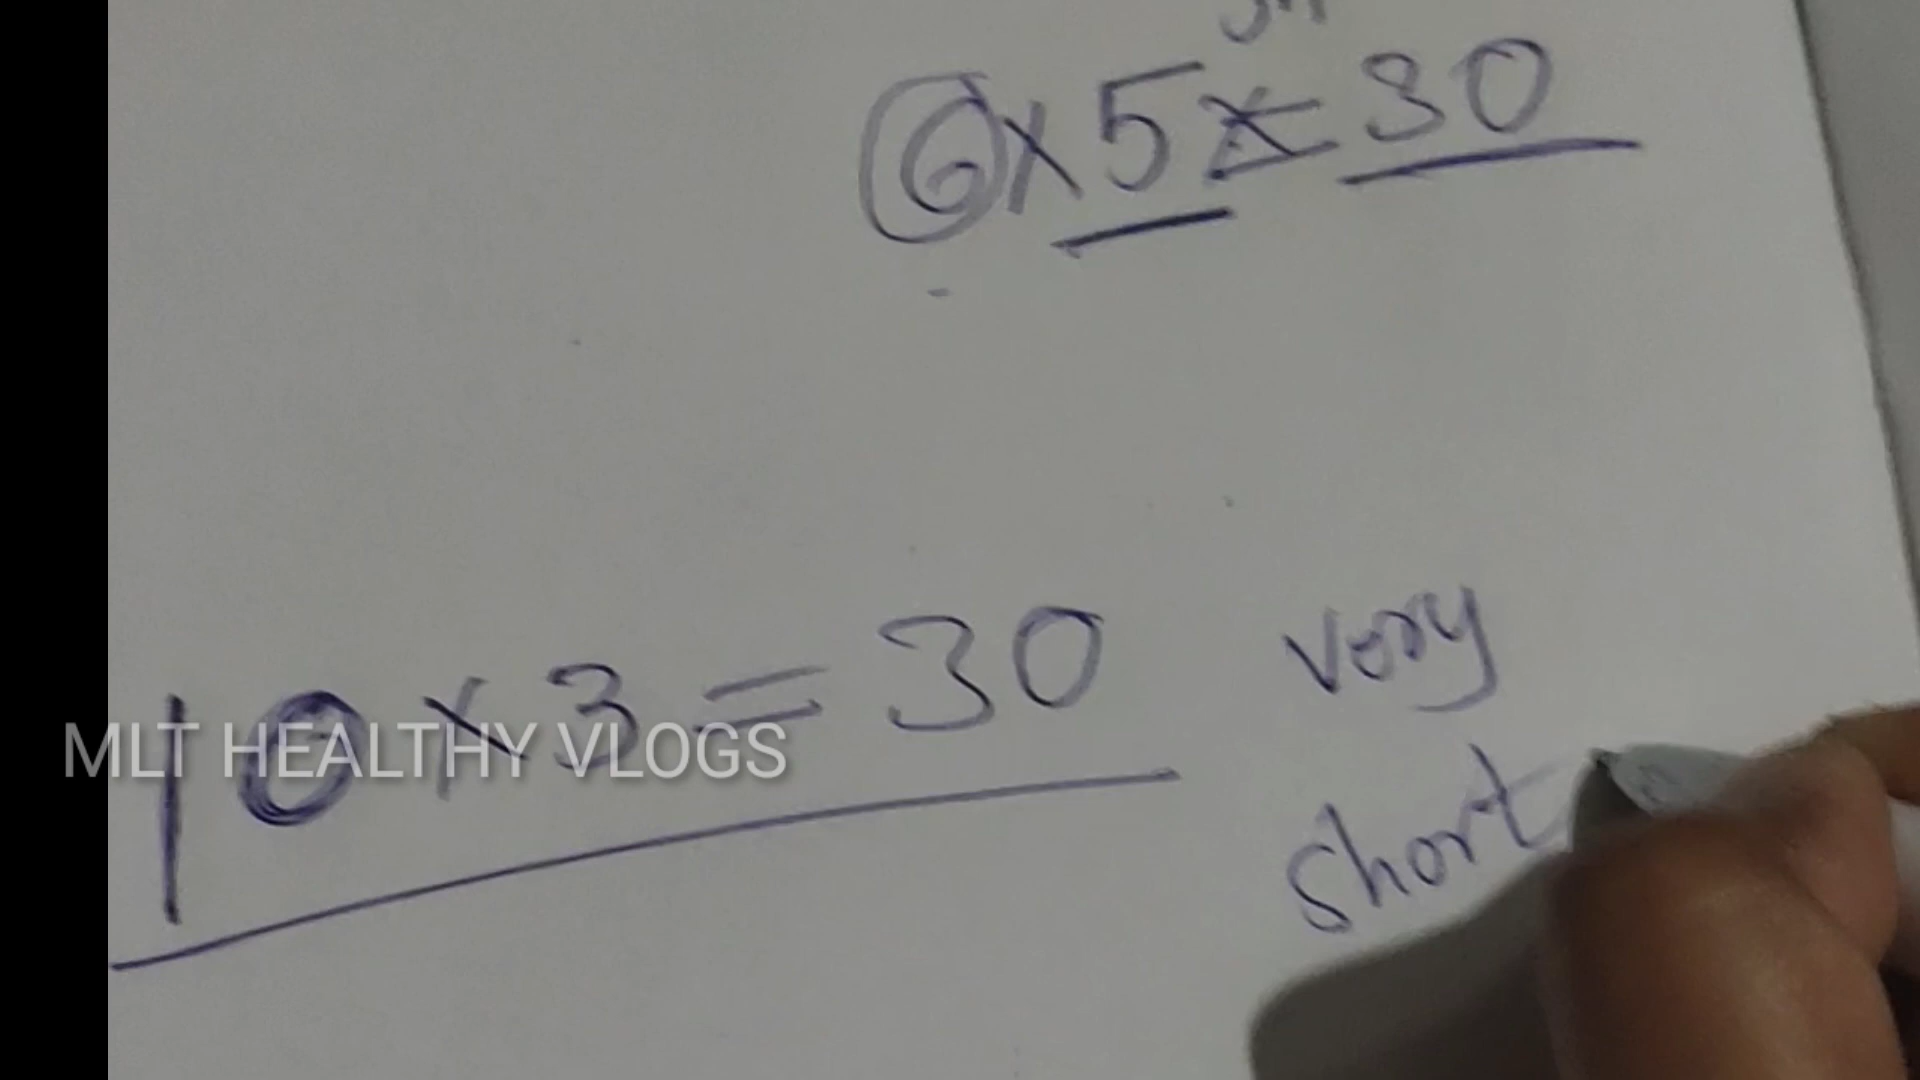 6 × 5 = 30
10 × 3 = 30
very
short
MLT HEALTHY VLOGS